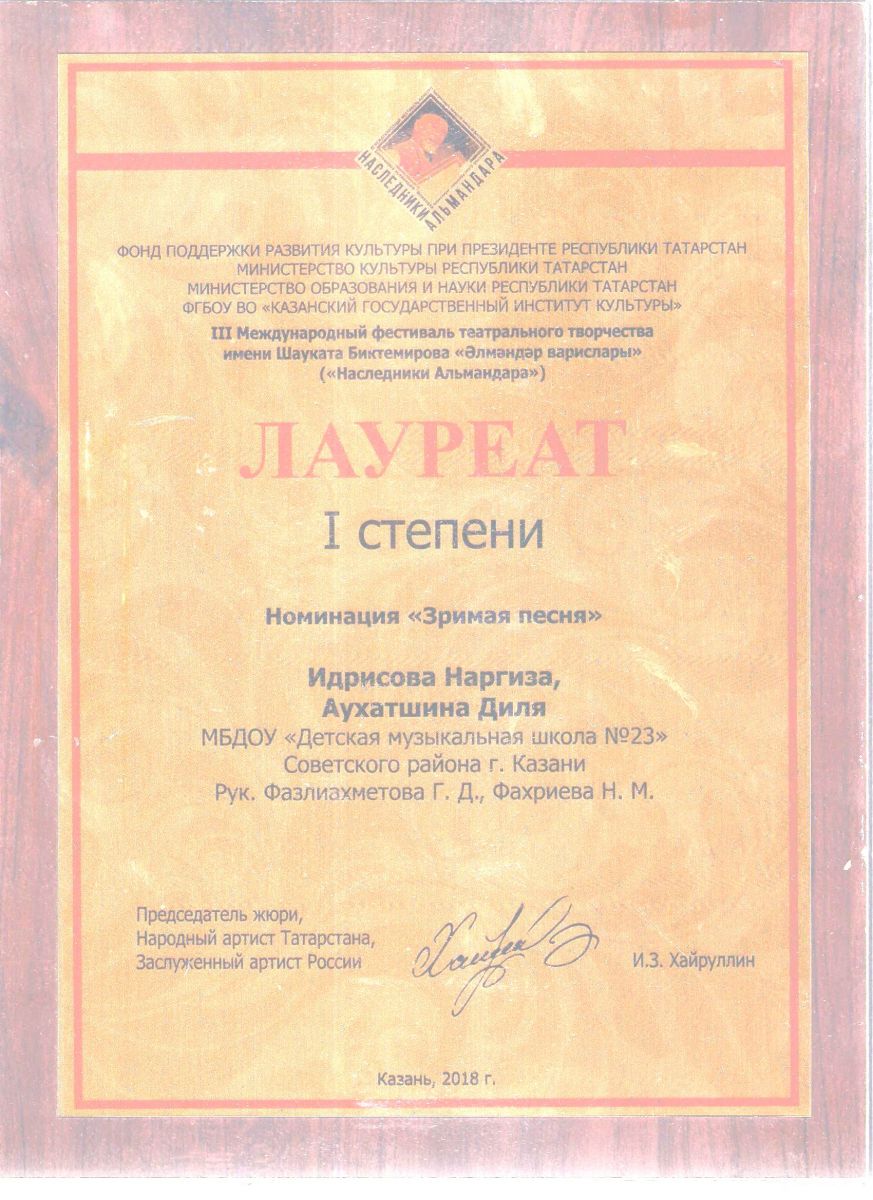 НАСЛЕДНИКИ АЛЬМАНДАРА
ФОНД ПОДДЕРЖКИ РАЗВИТИЯ КУЛЬТУРЫ ПРИ ПРЕЗИДЕНТЕ РЕСПУБЛИКИ ТАТАРСТАН
МИНИСТЕРСТВО КУЛЬТУРЫ РЕСПУБЛИКИ ТАТАРСТАН
МИНИСТЕРСТВО ОБРАЗОВАНИЯ И НАУКИ РЕСПУБЛИКИ ТАТАРСТАН
ФГБОУ ВО «КАЗАНСКИЙ ГОСУДАРСТВЕННЫЙ ИНСТИТУТ КУЛЬТУРЫ»
III Международный фестиваль театрального творчества
имени Шауката Биктемирова «Әлмәндәр варислары»
(«Наследники Альмандара»)
ЛАУРЕАТ
I степени
Номинация «Зримая песня»
Идрисова Наргиза,
Аухатшина Диля
МБДОУ «Детская музыкальная школа №23»
Советского района г. Казани
Рук. Фазлиахметова Г. Д., Фахриева Н. М.
Председатель жюри,
Народный артист Татарстана,
Заслуженный артист России
И.З. Хайруллин
Казань, 2018 г.